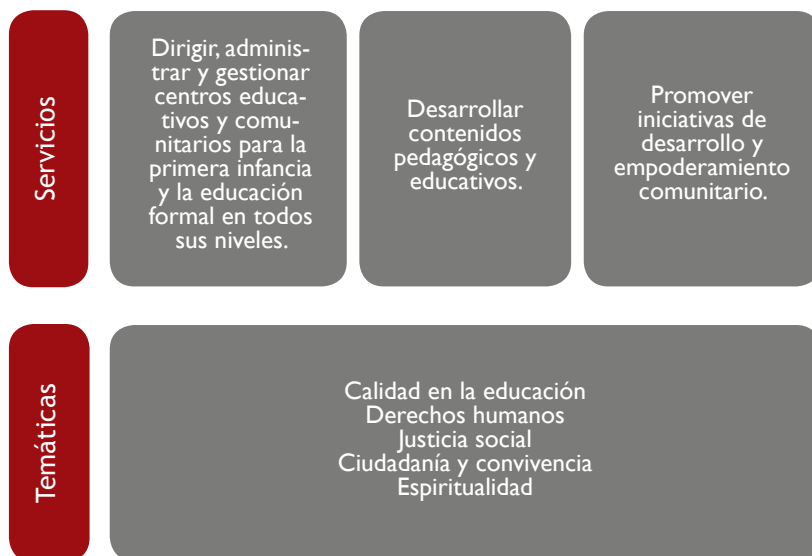 Servicios
Dirigir, adminis-
trar y gestionar
centros educa-
tivos y comu-
nitarios para la
primera infancia
y la educación
formal en todos
sus niveles.
Desarrollar
contenidos
pedagógicos y
educativos.
Promover
iniciativas de
desarrollo y
empoderamiento
comunitario.
Temáticas
Calidad en la educación
Derechos humanos
Justicia social
Ciudadanía y convivencia
Espiritualidad